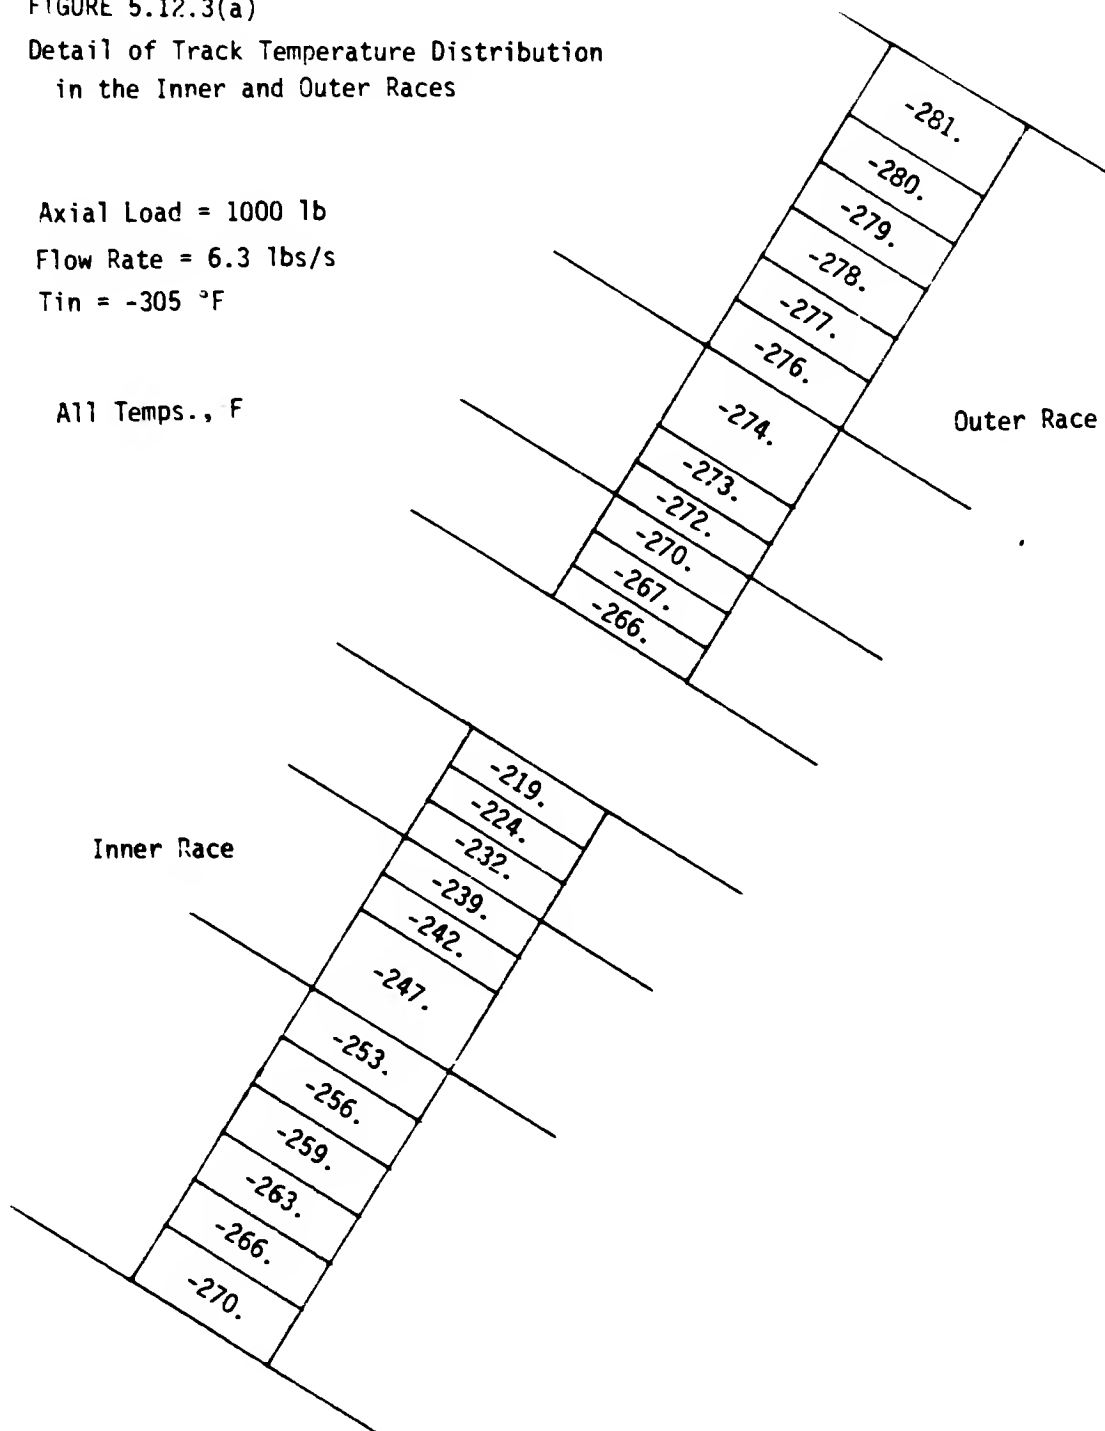 FIGURE 5.12.3(a)
Detail of Track Temperature Distribution
in the Inner and Outer Races
Axial Load = 1000 lb
Flow Rate = 6.3 lbs/s
Tin = -305 °F
All Temps., F
-281.
-280.
-279.
-278.
-277.
-276.
-274.
-273.
-272.
-270.
-267.
-266.
Outer Race
-219.
-224.
-232.
-239.
-242.
-247.
-253.
-256.
-259.
-263.
-266.
-270.
Inner Race